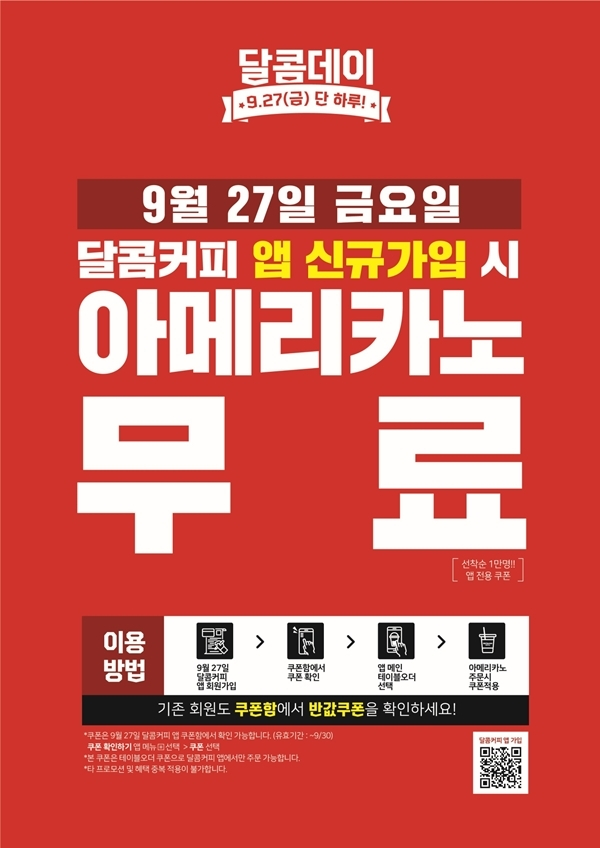 달콤데이
★9.27(금) 단 하루!★
9월 27일 금요일
달콤커피 앱 신규가입 시
아메리카노
무료
선착순 1만명!!
앱 전용 쿠폰
이용
방법
9월 27일
달콤커피
앱 회원가입
>
쿠폰함에서
쿠폰 확인
>
앱 메인
테이블오더
선택
>
아메리카노
주문시
쿠폰적용
기존 회원도 쿠폰함에서 반값쿠폰을 확인하세요!
*쿠폰은 9월 27일 달콤커피 앱 쿠폰함에서 확인 가능합니다. (유효기간 : ~9/30)
쿠폰 확인하기 앱 메뉴 선택 > 쿠폰 선택
*본 쿠폰은 테이블오더 쿠폰으로 달콤커피 앱에서만 주문 가능합니다.
*타 프로모션 및 혜택 중복 적용이 불가합니다.
달콤커피 앱 가입